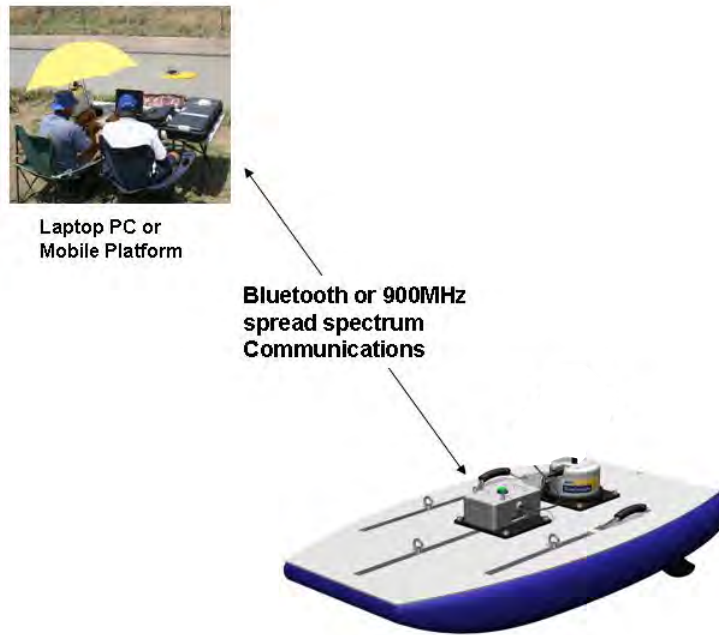 Laptop PC or
Mobile Platform
Bluetooth or 900MHz
spread spectrum
Communications